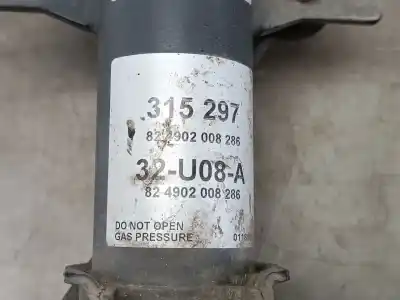 315 297
82 4902 008 286
32-U08-A
82 4902 008 286
DO NOT OPEN
GAS PRESSURE